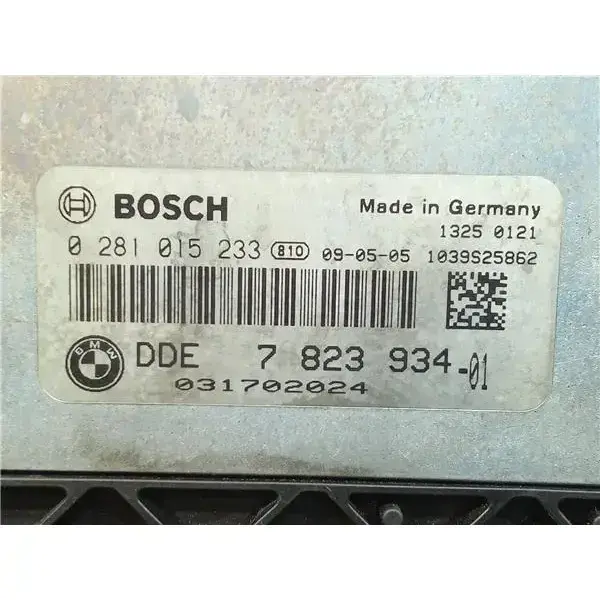 BOSCH Made in Germany
1325 0121
0 281 015 233 810 09-05-05 1039S25862
BMW DDE 7 823 934-01
031702024